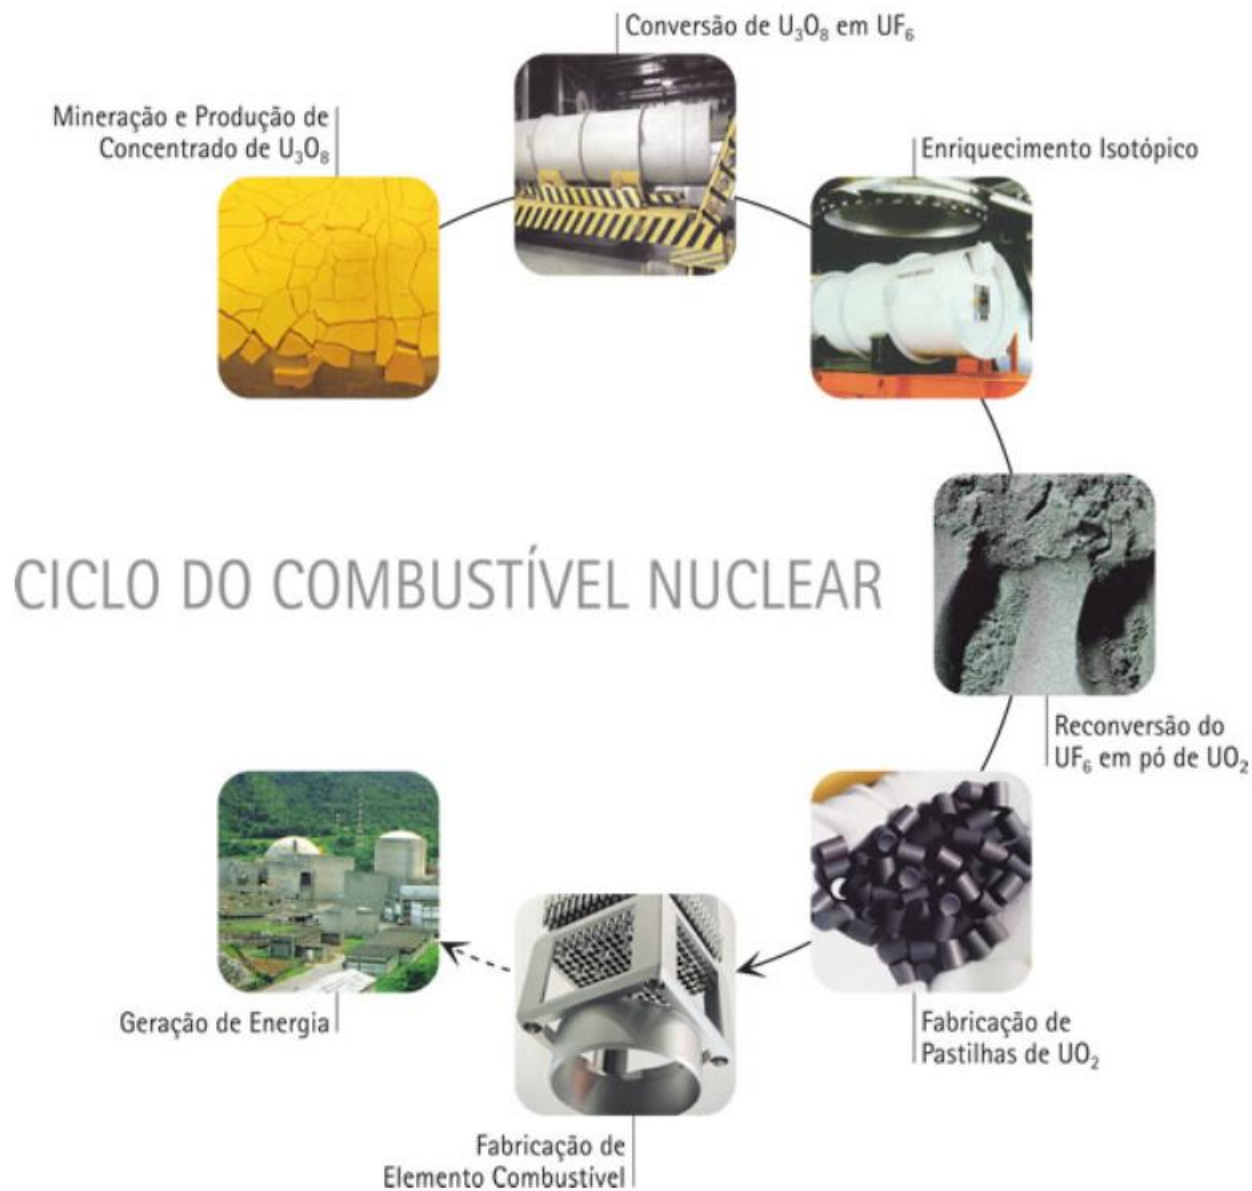 Conversão de U₃O₈ em UF₆
Mineração e Produção de
Concentrado de U₃O₈
Enriquecimento Isotópico
CICLO DO COMBUSTÍVEL NUCLEAR
Reconversão do
UF₆ em pó de UO₂
Geração de Energia
Fabricação de
Pastilhas de UO₂
Fabricação de
Elemento Combustível